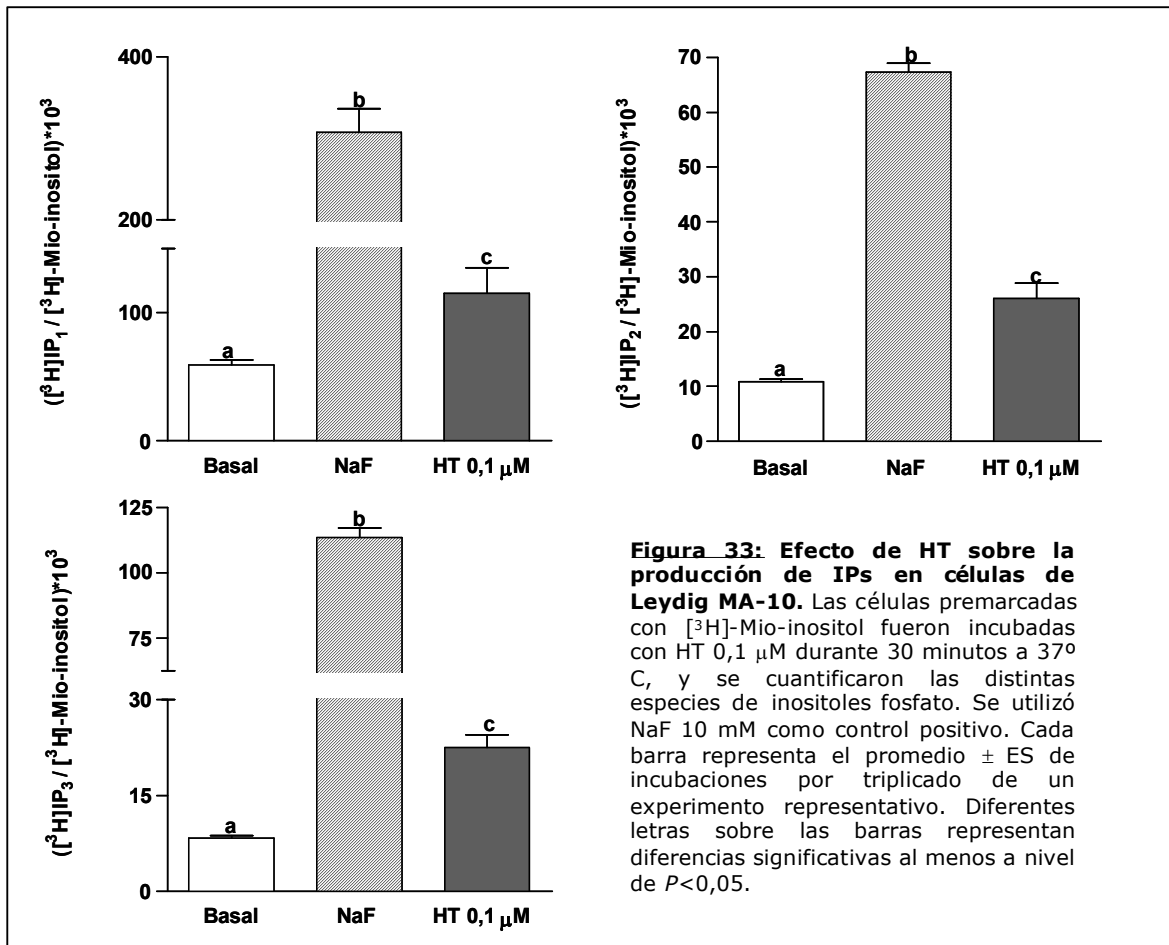 400
200
100
0
([³H]IP₁ / [³H]-Mio-inositol)*10³
a
b
c
Basal NaF HT 0,1 μM
70
60
50
40
30
20
10
0
([³H]IP₂ / [³H]-Mio-inositol)*10³
a
b
c
Basal NaF HT 0,1 μM
125
100
75
30
15
0
([³H]IP₃ / [³H]-Mio-inositol)*10³
a
b
c
Basal NaF HT 0,1 μM
Figura 33: Efecto de HT sobre la
producción de IPs en células de
Leydig MA-10. Las células premarcadas
con [³H]-Mio-inositol fueron incubadas
con HT 0,1 μM durante 30 minutos a 37º
C, y se cuantificaron las distintas
especies de inositoles fosfato. Se utilizó
NaF 10 mM como control positivo. Cada
barra representa el promedio ± ES de
incubaciones por triplicado de un
experimento representativo. Diferentes
letras sobre las barras representan
diferencias significativas al menos a nivel
de P<0,05.